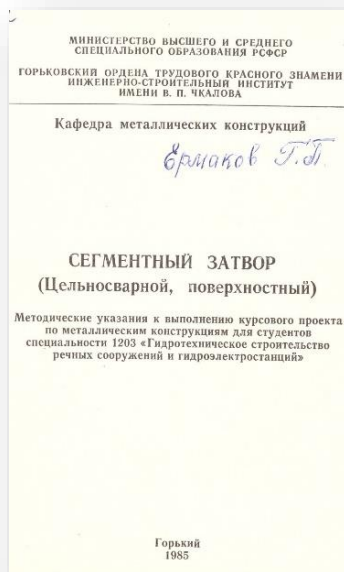 МИНИСТЕРСТВО ВЫСШЕГО И СРЕДНЕГО
СПЕЦИАЛЬНОГО ОБРАЗОВАНИЯ РСФСР
ГОРЬКОВСКИЙ ОРДЕНА ТРУДОВОГО КРАСНОГО ЗНАМЕНИ
ИНЖЕНЕРНО-СТРОИТЕЛЬНЫЙ ИНСТИТУТ
ИМЕНИ В. П. ЧКАЛОВА
Кафедра металлических конструкций
Ермаков Г.П.
СЕГМЕНТНЫЙ ЗАТВОР
(Цельносварной, поверхностный)
Методические указания к выполнению курсового проекта
по металлическим конструкциям для студентов
специальности 1203 «Гидротехническое строительство
речных сооружений и гидроэлектростанций»
Горький
1985